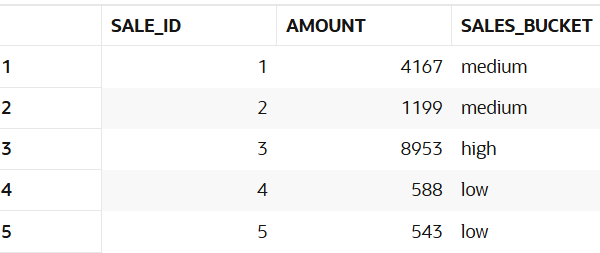 SALE_ID AMOUNT SALES_BUCKET
1 1 4167 medium
2 2 1199 medium
3 3 8953 high
4 4 588 low
5 5 543 low